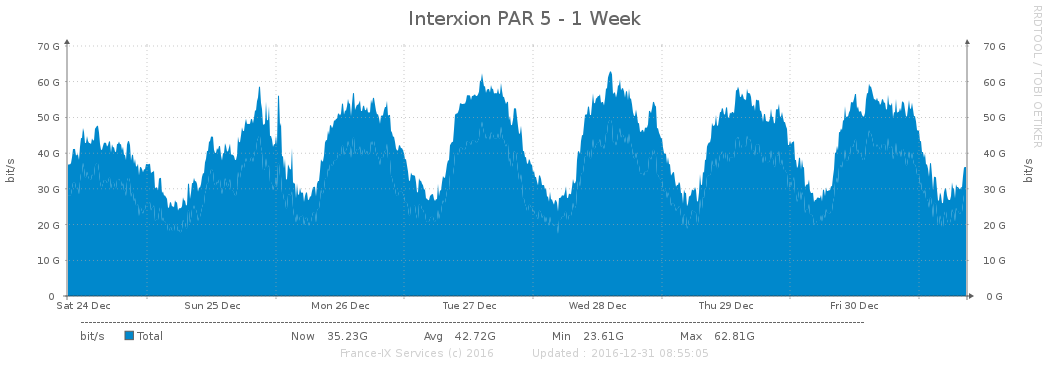 Interxion PAR 5 - 1 Week
RRDTOOL / TOBI OETIKER
bit/s
bit/s
70 G 70 G
60 G 60 G
50 G 50 G
40 G 40 G
30 G 30 G
20 G 20 G
10 G 10 G
0 0 G
Sat 24 Dec Sun 25 Dec Mon 26 Dec Tue 27 Dec Wed 28 Dec Thu 29 Dec Fri 30 Dec
bit/s Total Now 35.23G Avg 42.72G Min 23.61G Max 62.81G
France-IX Services (c) 2016 Updated : 2016-12-31 08:55:05